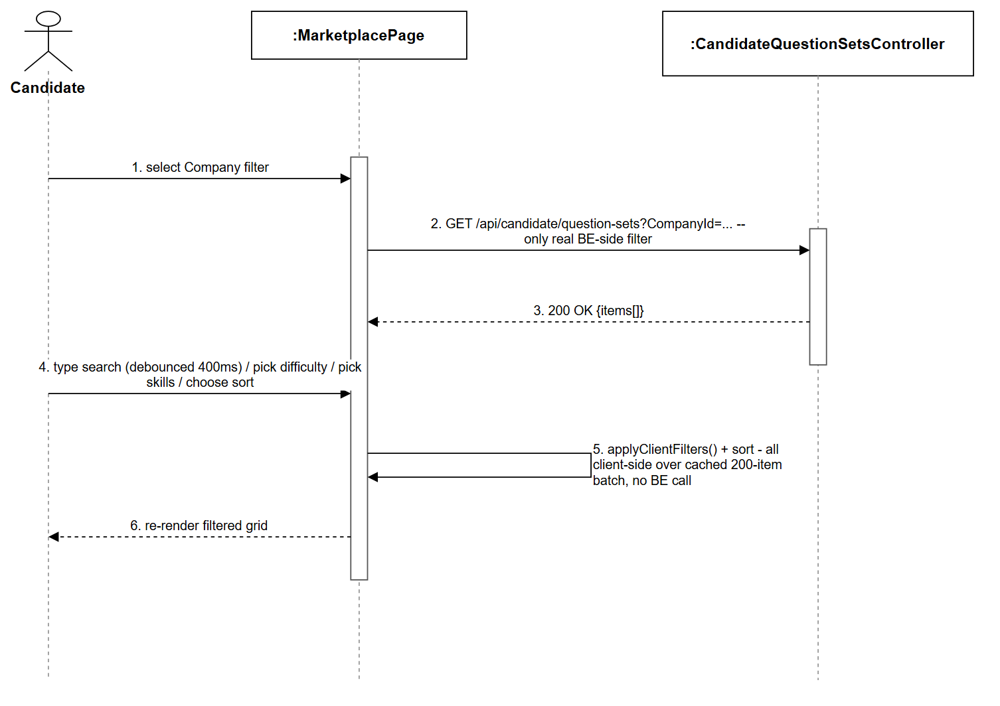 :MarketplacePage
:CandidateQuestionSetsController
Candidate
1. select Company filter
2. GET /api/candidate/question-sets?CompanyId=... --
only real BE-side filter
3. 200 OK {items[]}
4. type search (debounced 400ms) / pick difficulty / pick
skills / choose sort
5. applyClientFilters() + sort - all
client-side over cached 200-item
batch, no BE call
6. re-render filtered grid